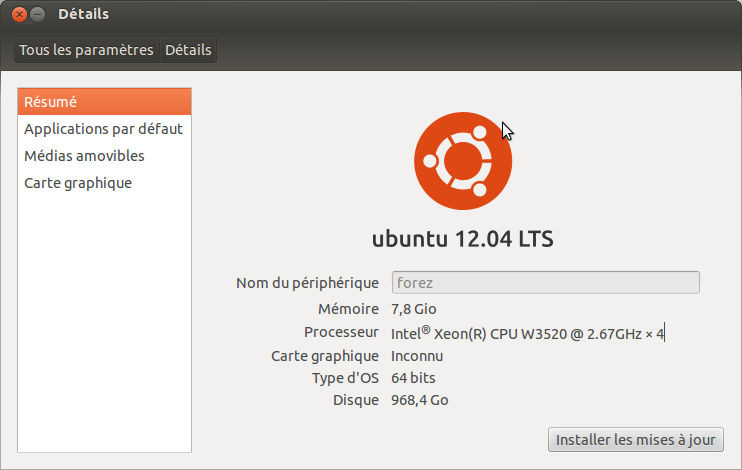 Détails
Tous les paramètres Détails
Résumé
Applications par défaut
Médias amovibles
Carte graphique
ubuntu 12.04 LTS
Nom du périphérique forez
Mémoire 7,8 Gio
Processeur Intel® Xeon(R) CPU W3520 @ 2.67GHz × 4
Carte graphique Inconnu
Type d'OS 64 bits
Disque 968,4 Go
Installer les mises à jour